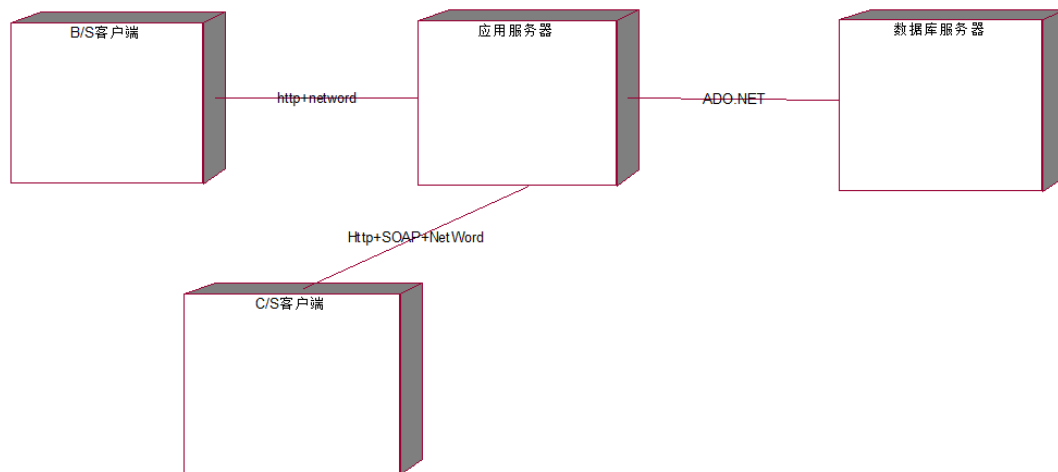 B/S客户端
应用服务器
数据库服务器
http+netword
ADO.NET
Http+SOAP+NetWord
C/S客户端